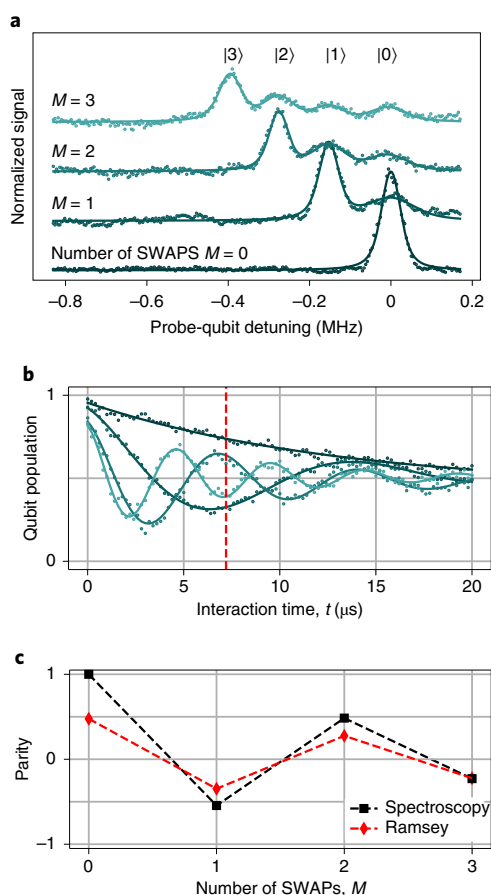 a
|3⟩ |2⟩ |1⟩ |0⟩
M = 3
M = 2
M = 1
Number of SWAPS M = 0
Normalized signal
–0.8 –0.6 –0.4 –0.2 0 0.2
Probe-qubit detuning (MHz)
b
1
0
Qubit population
0 5 10 15 20
Interaction time, t (μs)
c
1
0
–1
Parity
Spectroscopy
Ramsey
0 1 2 3
Number of SWAPs, M